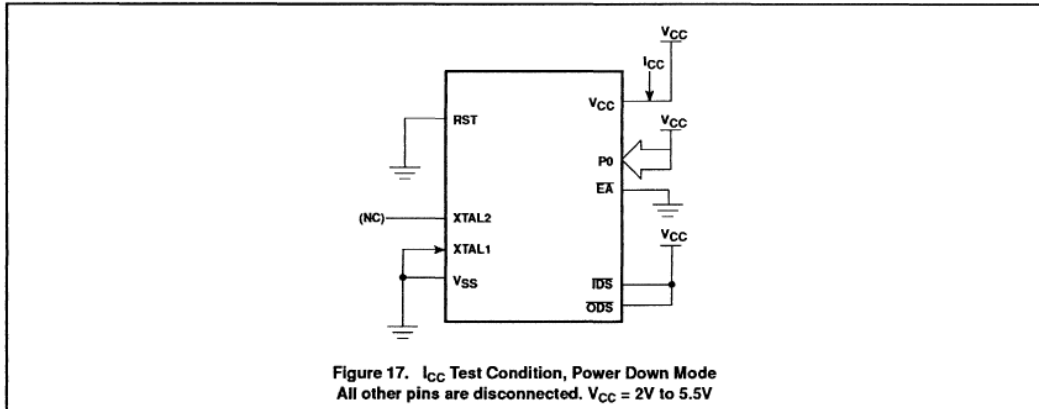 VCC
ICC
VCC
RST
VCC
P0
EA
(NC)
XTAL2
XTAL1
VCC
VSS
IDS
ODS
Figure 17. ICC Test Condition, Power Down Mode
All other pins are disconnected. VCC = 2V to 5.5V